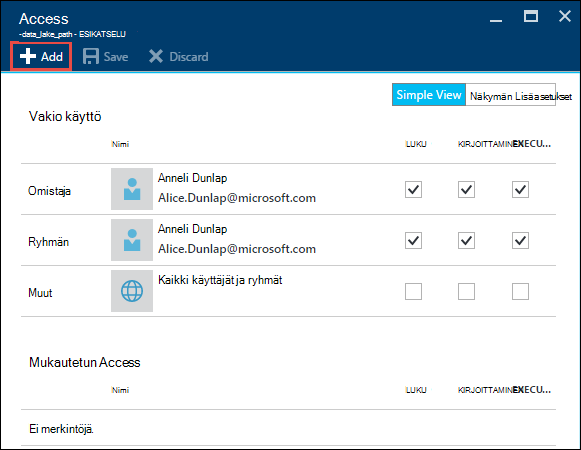 Access
-data_lake_path - ESIKATSELU
Add Save Discard
Simple View Näkymän Lisäasetukset
Vakio käyttö
Nimi LUKU KIRJOITTAMINEN EXECU...
Omistaja Anneli Dunlap
Alice.Dunlap@microsoft.com
Ryhmän Anneli Dunlap
Alice.Dunlap@microsoft.com
Muut Kaikki käyttäjät ja ryhmät
Mukautetun Access
Nimi LUKU KIRJOITTAMINEN EXECU...
Ei merkintöjä.